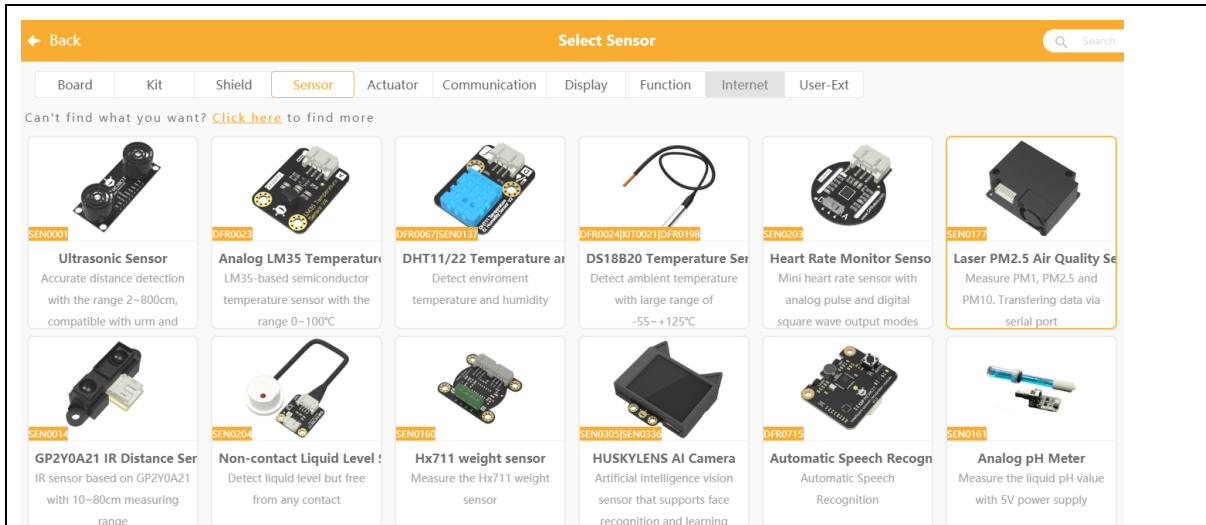 Back
Select Sensor
Search
Board Kit Shield Sensor Actuator Communication Display Function Internet User-Ext
Can't find what you want? Click here to find more
SEN0001
Ultrasonic Sensor
Accurate distance detection
with the range 2~800cm,
compatible with urm and
DFR0023
Analog LM35 Temperature
LM35-based semiconductor
temperature sensor with the
range 0~100℃
DFR0067|SEN0137
DHT11/22 Temperature ar
Detect enviroment
temperature and humidity
DFR0024|KIT0021|DFR0198
DS18B20 Temperature Ser
Detect ambient temperature
with large range of
-55~+125℃
SEN0203
Heart Rate Monitor Senso
Mini heart rate sensor with
analog pulse and digital
square wave output modes
SEN0177
Laser PM2.5 Air Quality Se
Measure PM1, PM2.5 and
PM10. Transfering data via
serial port
SEN0014
GP2Y0A21 IR Distance Ser
IR sensor based on GP2Y0A21
with 10~80cm measuring
range
SEN0204
Non-contact Liquid Level S
Detect liquid level but free
from any contact
SEN0160
Hx711 weight sensor
Measure the Hx711 weight
sensor
SEN0305|SEN0336
HUSKYLENS AI Camera
Artificial intelligence vision
sensor that supports face
recognition and learning
DFR0715
Automatic Speech Recogn
Automatic Speech
Recognition
SEN0161
Analog pH Meter
Measure the liquid pH value
with 5V power supply